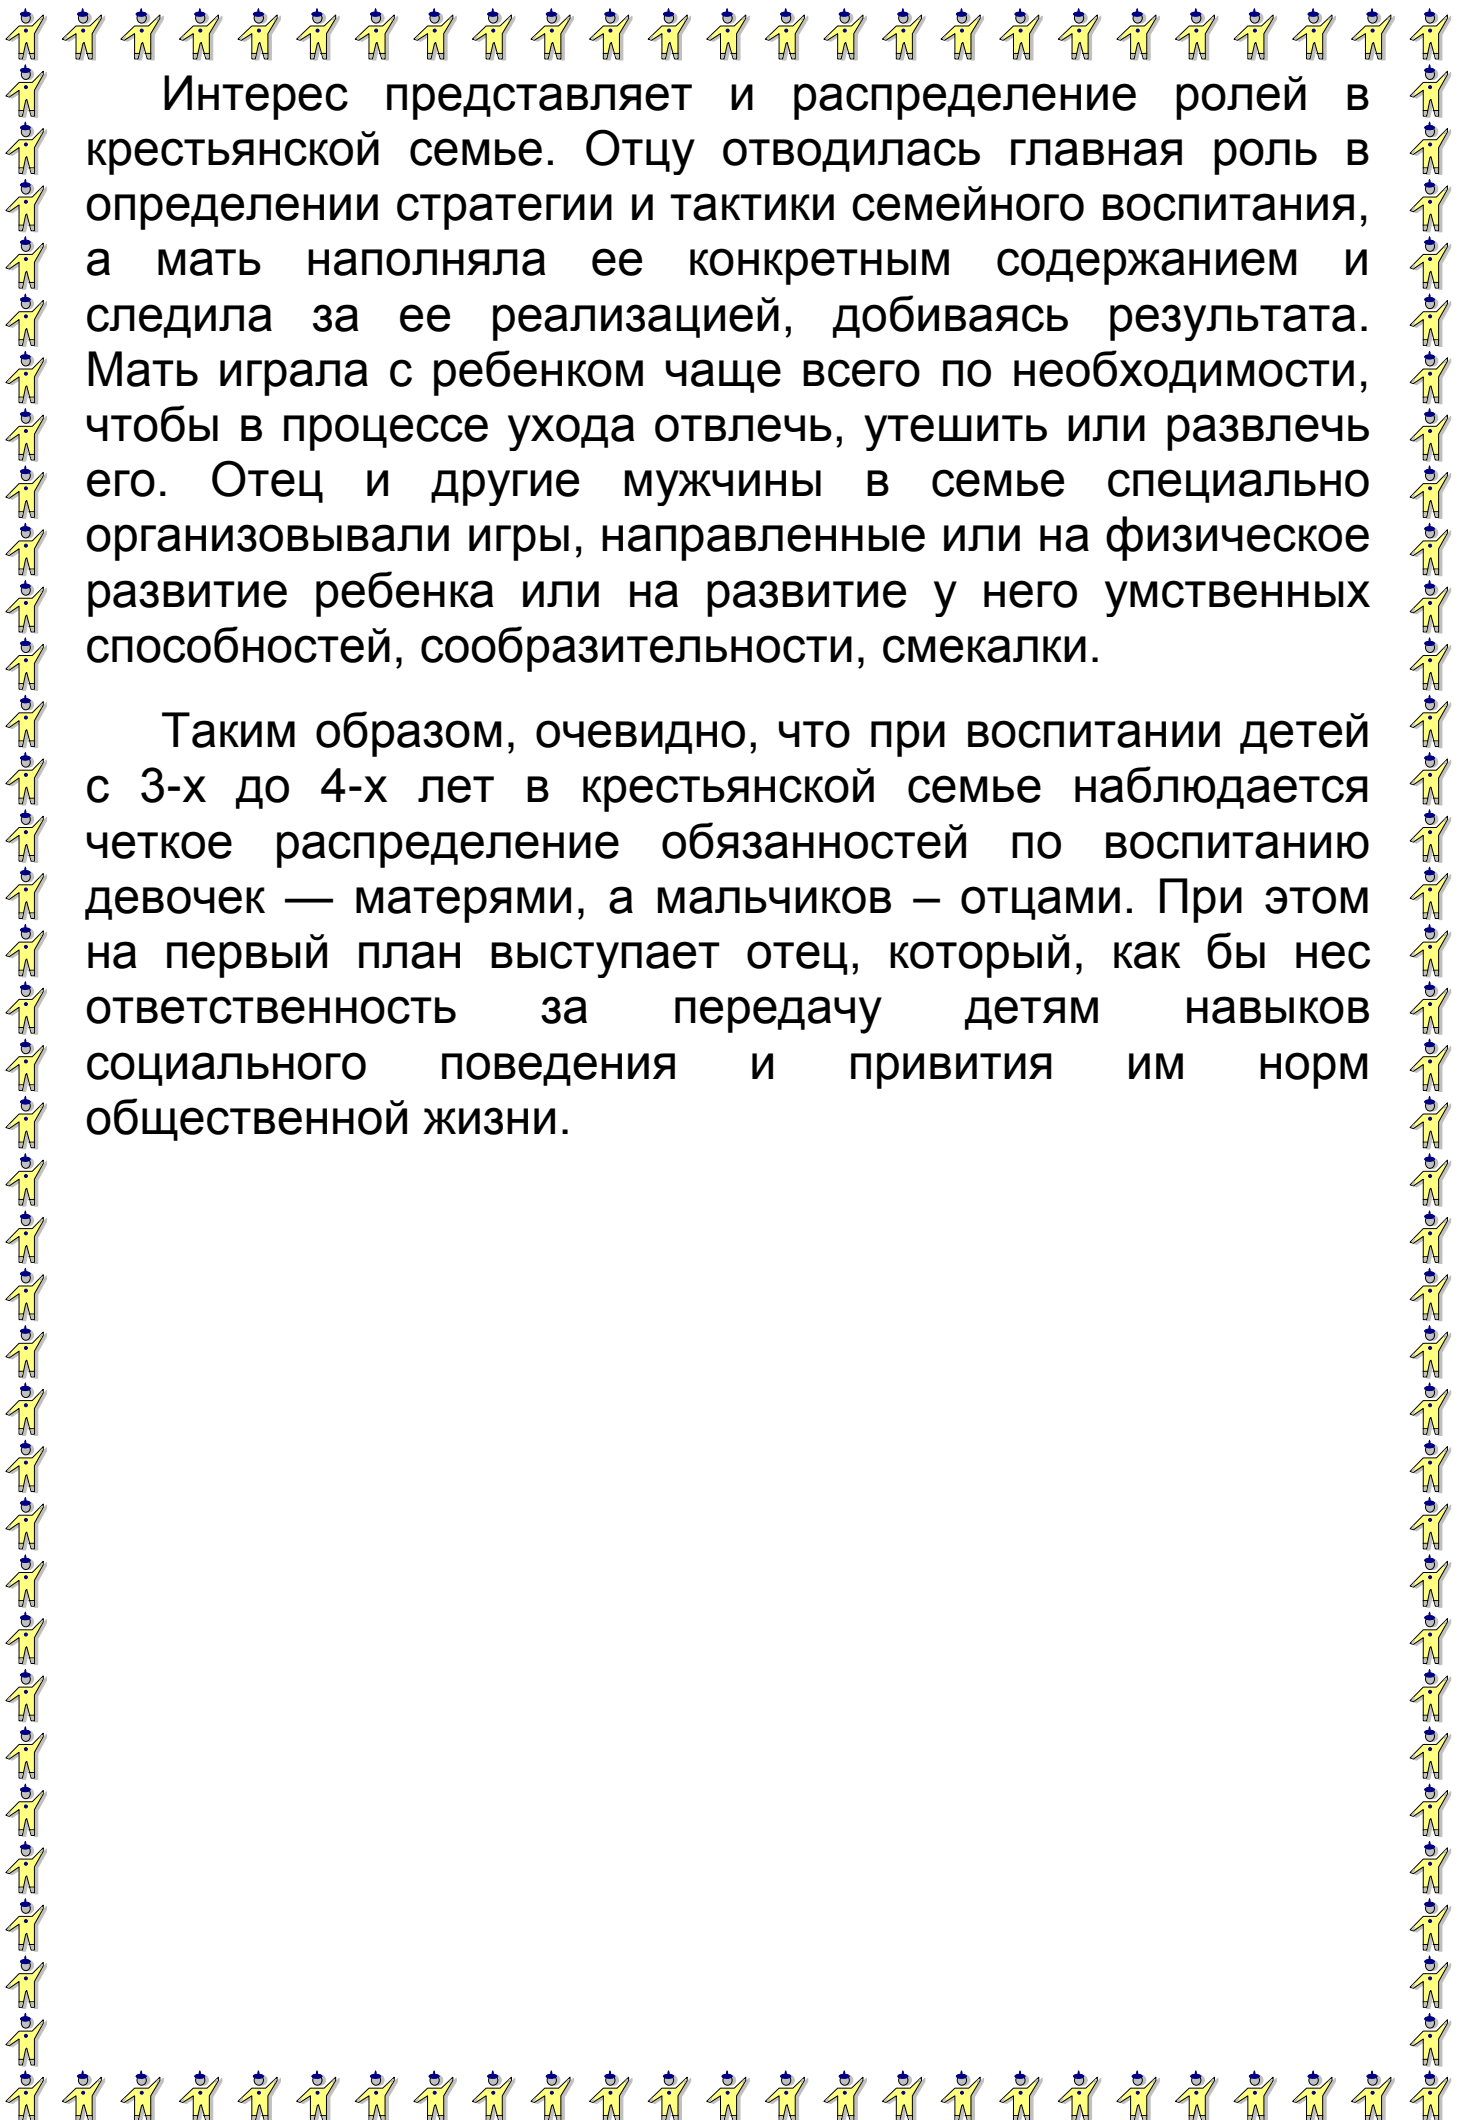 Интерес представляет и распределение ролей в
крестьянской семье. Отцу отводилась главная роль в
определении стратегии и тактики семейного воспитания,
а мать наполняла ее конкретным содержанием и
следила за ее реализацией, добиваясь результата.
Мать играла с ребенком чаще всего по необходимости,
чтобы в процессе ухода отвлечь, утешить или развлечь
его. Отец и другие мужчины в семье специально
организовывали игры, направленные или на физическое
развитие ребенка или на развитие у него умственных
способностей, сообразительности, смекалки.
Таким образом, очевидно, что при воспитании детей
с 3-х до 4-х лет в крестьянской семье наблюдается
четкое распределение обязанностей по воспитанию
девочек — матерями, а мальчиков – отцами. При этом
на первый план выступает отец, который, как бы нес
ответственность за передачу детям навыков
социального поведения и привития им норм
общественной жизни.